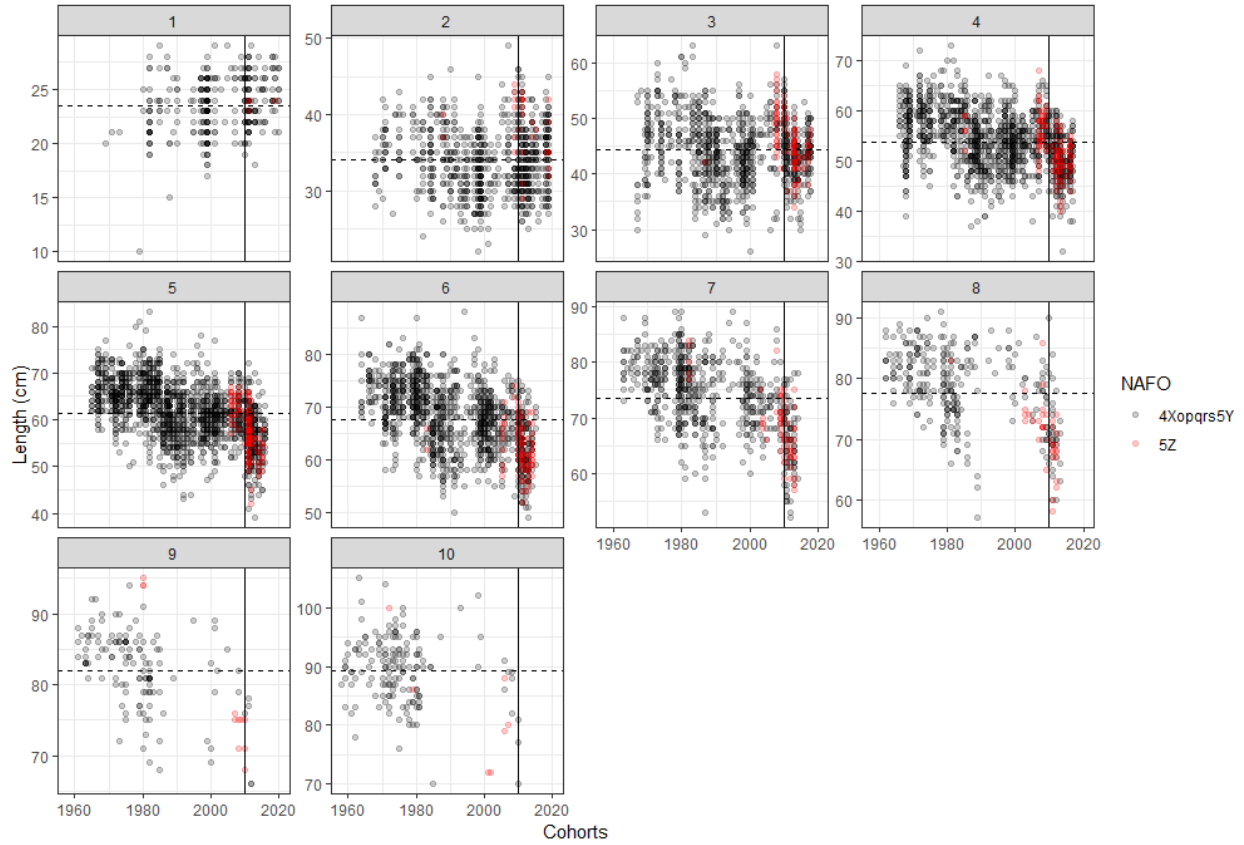 1 2 3 4
25 20 15 10
50 40 30
60 50 40 30
70 60 50 40 30
5 6 7 8
80 70 60 50 40
90 80 70 60 50
90 80 70 60
90 80 70 60
1960 1980 2000 2020 1960 1980 2000 2020
9 10
90 80 70
100 90 80 70
1960 1980 2000 2020 1960 1980 2000 2020
Length (cm)
Cohorts
NAFO
4Xopqrs5Y
5Z